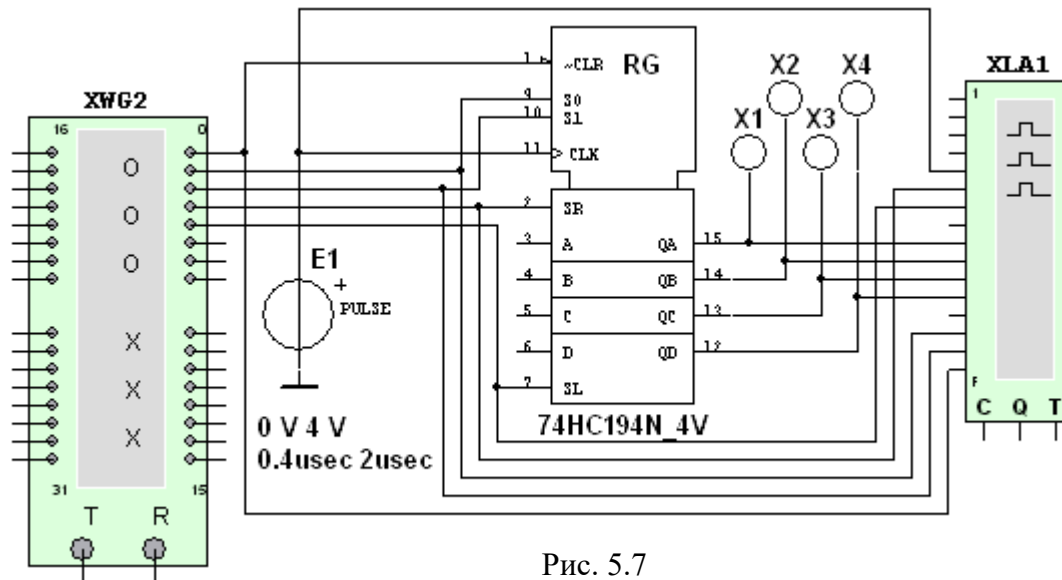 XWG2
16 0
O
O
O
X
X
X
31 15
T R
E1
+
PULSE
0 V 4 V
0.4usec 2usec
1 ~CLR RG
9 S0
10 S1
11 CLK
2 SR
3 A QA 15
4 B QB 14
5 C QC 13
6 D QD 12
7 SL
74HC194N_4V
X2 X4
X1 X3
XLA1
1
F
C Q T
Рис. 5.7